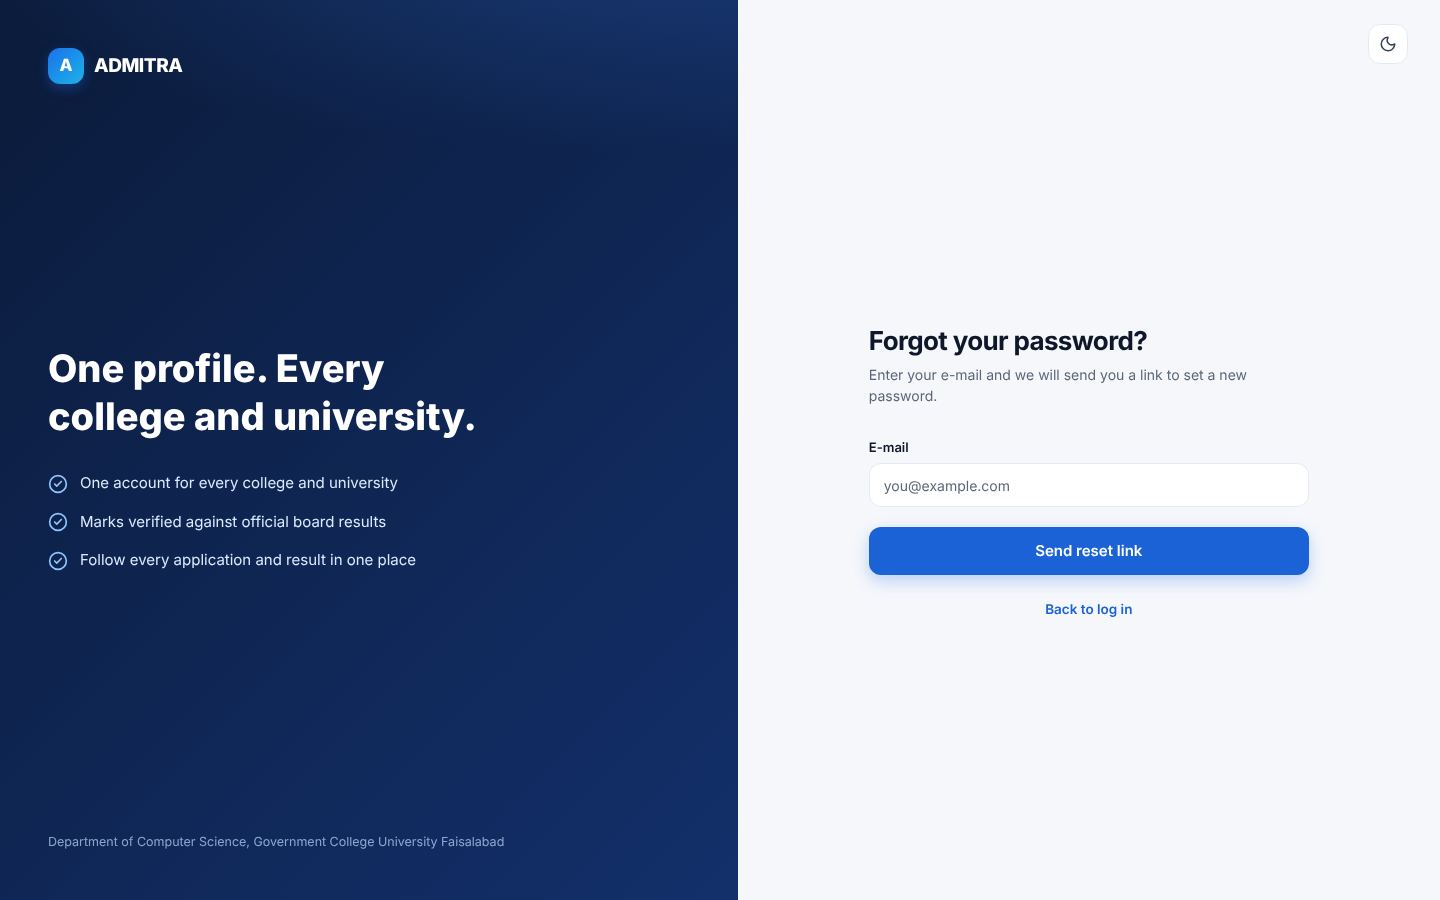 A
ADMITRA
One profile. Every
college and university.
One account for every college and university
Marks verified against official board results
Follow every application and result in one place
Department of Computer Science, Government College University Faisalabad
Forgot your password?
Enter your e-mail and we will send you a link to set a new
password.
E-mail
you@example.com
Send reset link
Back to log in